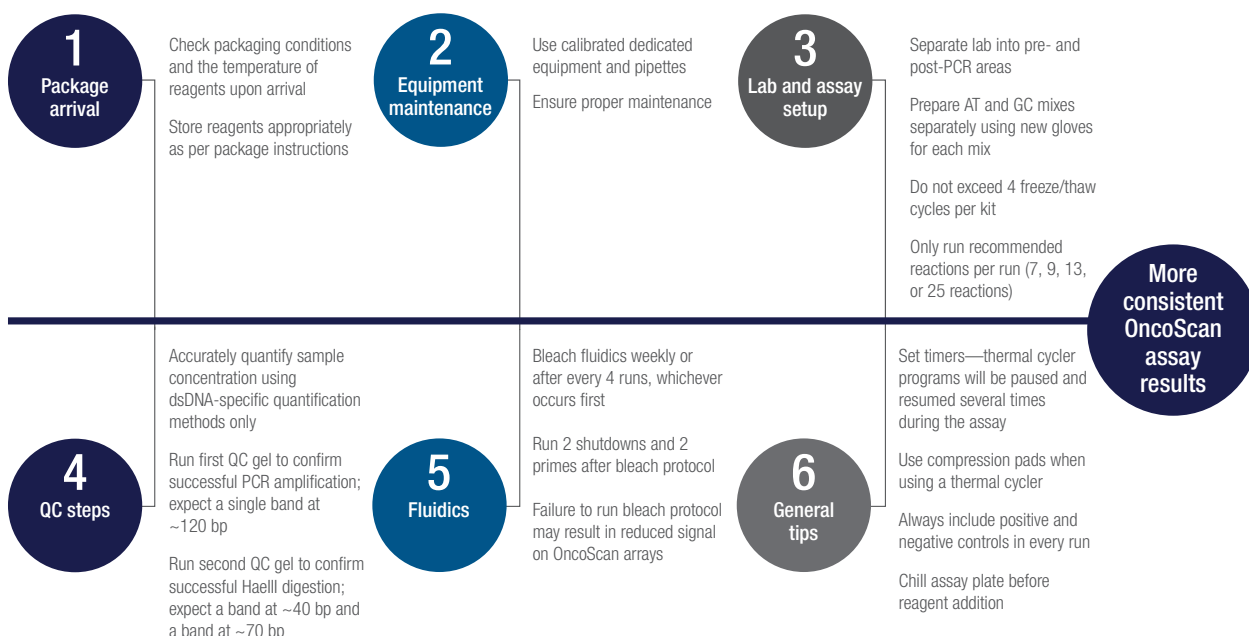 1
Package
arrival
Check packaging conditions
and the temperature of
reagents upon arrival
Store reagents appropriately
as per package instructions
2
Equipment
maintenance
Use calibrated dedicated
equipment and pipettes
Ensure proper maintenance
3
Lab and assay
setup
Separate lab into pre- and
post-PCR areas
Prepare AT and GC mixes
separately using new gloves
for each mix
Do not exceed 4 freeze/thaw
cycles per kit
Only run recommended
reactions per run (7, 9, 13,
or 25 reactions)
More
consistent
OncoScan
assay
results
4
QC steps
Accurately quantify sample
concentration using
dsDNA-specific quantification
methods only
Run first QC gel to confirm
successful PCR amplification;
expect a single band at
~120 bp
Run second QC gel to confirm
successful HaeIII digestion;
expect a band at ~40 bp and
a band at ~70 bp
5
Fluidics
Bleach fluidics weekly or
after every 4 runs, whichever
occurs first
Run 2 shutdowns and 2
primes after bleach protocol
Failure to run bleach protocol
may result in reduced signal
on OncoScan arrays
6
General
tips
Set timers—thermal cycler
programs will be paused and
resumed several times
during the assay
Use compression pads when
using a thermal cycler
Always include positive and
negative controls in every run
Chill assay plate before
reagent addition